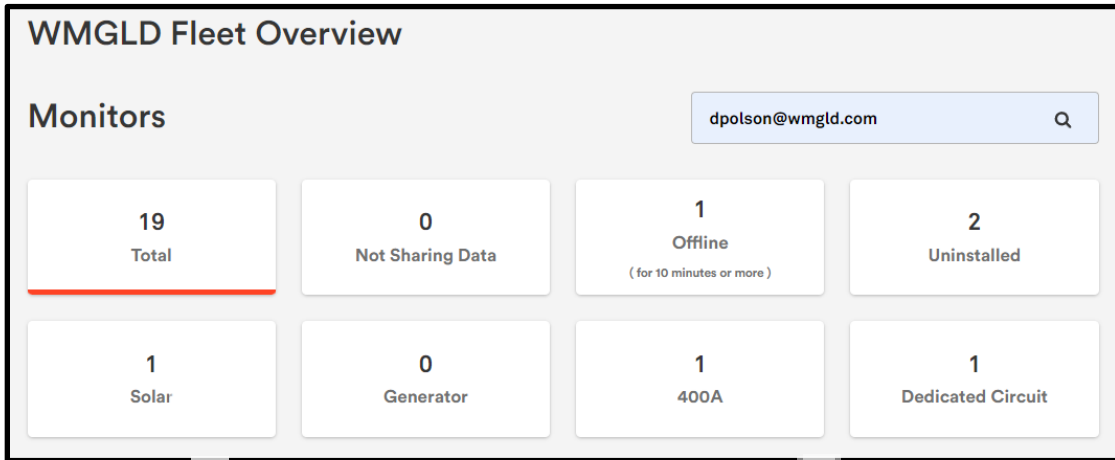 WMGLD Fleet Overview
Monitors
dpolson@wmgld.com
19
Total
0
Not Sharing Data
1
Offline
( for 10 minutes or more )
2
Uninstalled
1
Solar
0
Generator
1
400A
1
Dedicated Circuit